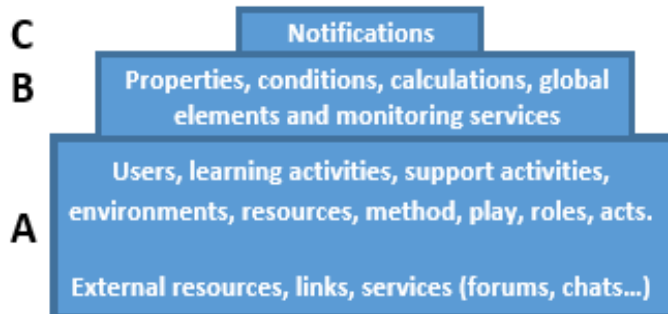 C
Notifications
B
Properties, conditions, calculations, global
elements and monitoring services
A
Users, learning activities, support activities,
environments, resources, method, play, roles, acts.
External resources, links, services (forums, chats...)